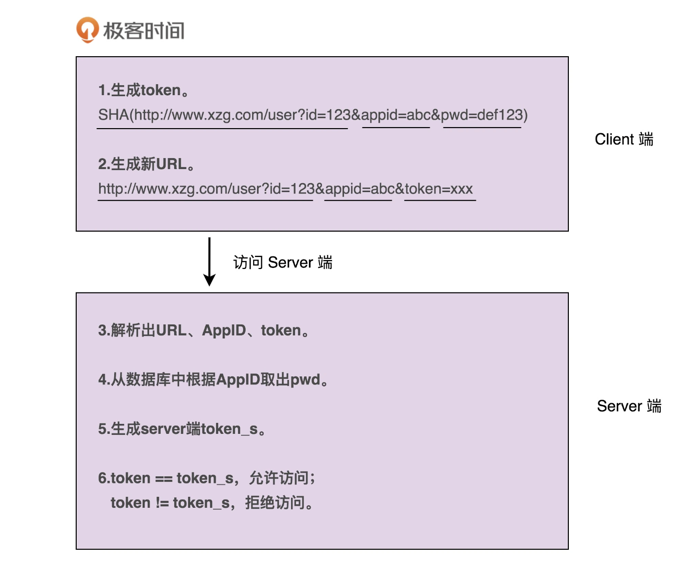 极客时间
1.生成token。
SHA(http://www.xzg.com/user?id=123&appid=abc&pwd=def123)
2.生成新URL。
http://www.xzg.com/user?id=123&appid=abc&token=xxx
Client 端
访问 Server 端
3.解析出URL、AppID、token。
4.从数据库中根据AppID取出pwd。
5.生成server端token_s。
6.token == token_s，允许访问；
token != token_s，拒绝访问。
Server 端